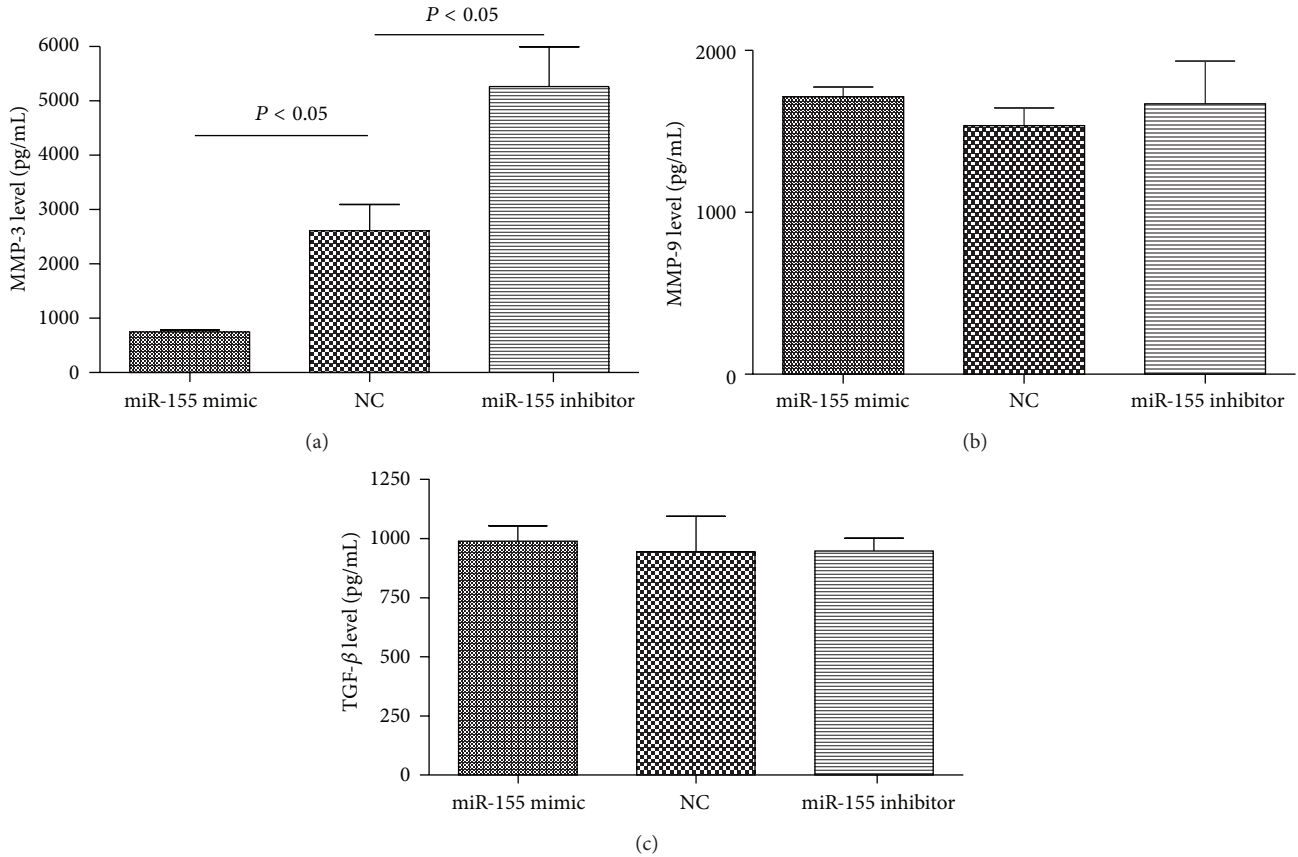 P < 0.05
P < 0.05
MMP-3 level (pg/mL)
6000
5000
4000
3000
2000
1000
0
miR-155 mimic
NC
miR-155 inhibitor
(a)
MMP-9 level (pg/mL)
2000
1000
0
miR-155 mimic
NC
miR-155 inhibitor
(b)
TGF-β level (pg/mL)
1250
1000
750
500
250
0
miR-155 mimic
NC
miR-155 inhibitor
(c)